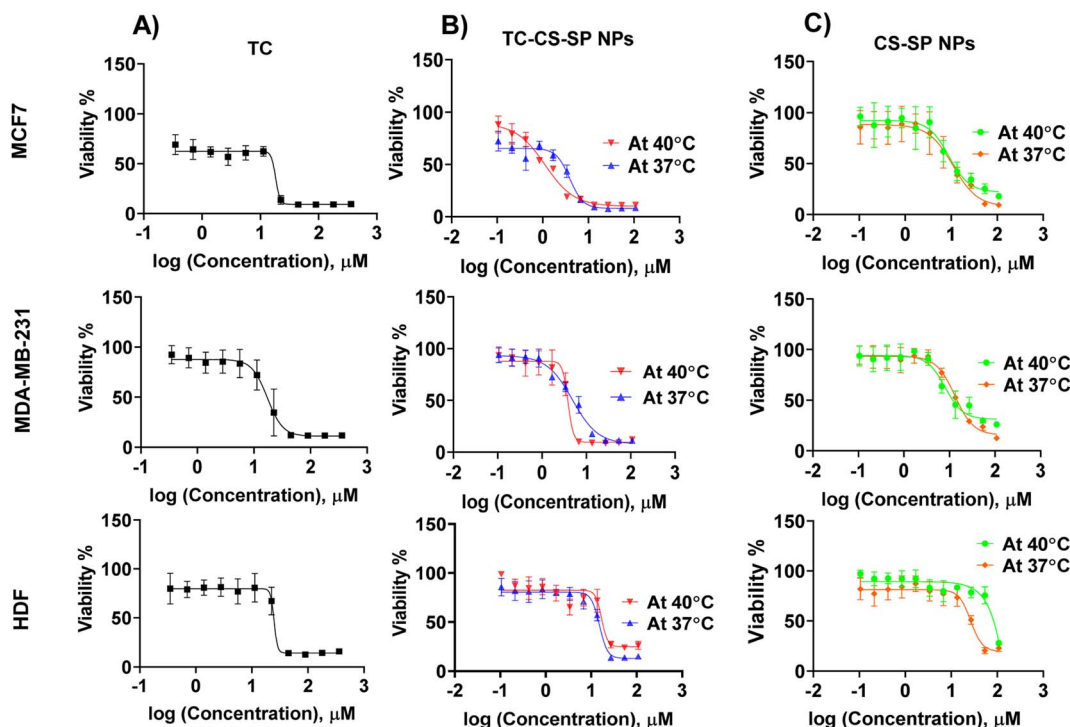 A)
TC
B)
TC-CS-SP NPs
C)
CS-SP NPs
MCF7
Viability %
150
100
50
0
-1 0 1 2 3
log (Concentration), μM
Viability %
150
100
50
0
-1 0 1 2 3
log (Concentration), μM
At 40°C
At 37°C
Viability %
150
100
50
0
-2 -1 0 1 2 3
log (Concentration), μM
At 40°C
At 37°C
MDA-MB-231
Viability %
150
100
50
0
-1 0 1 2 3
log (Concentration), μM
Viability %
150
100
50
0
-2 -1 0 1 2 3
log (Concentration), μM
At 40°C
At 37°C
Viability %
150
100
50
0
-2 -1 0 1 2 3
log (Concentration), μM
At 40°C
At 37°C
HDF
Viability %
150
100
50
0
-1 0 1 2 3
log (Concentration), μM
Viability %
150
100
50
0
-2 -1 0 1 2 3
log (Concentration), μM
At 40°C
At 37°C
Viability %
150
100
50
0
-2 -1 0 1 2 3
log (Concentration), μM
At 40°C
At 37°C